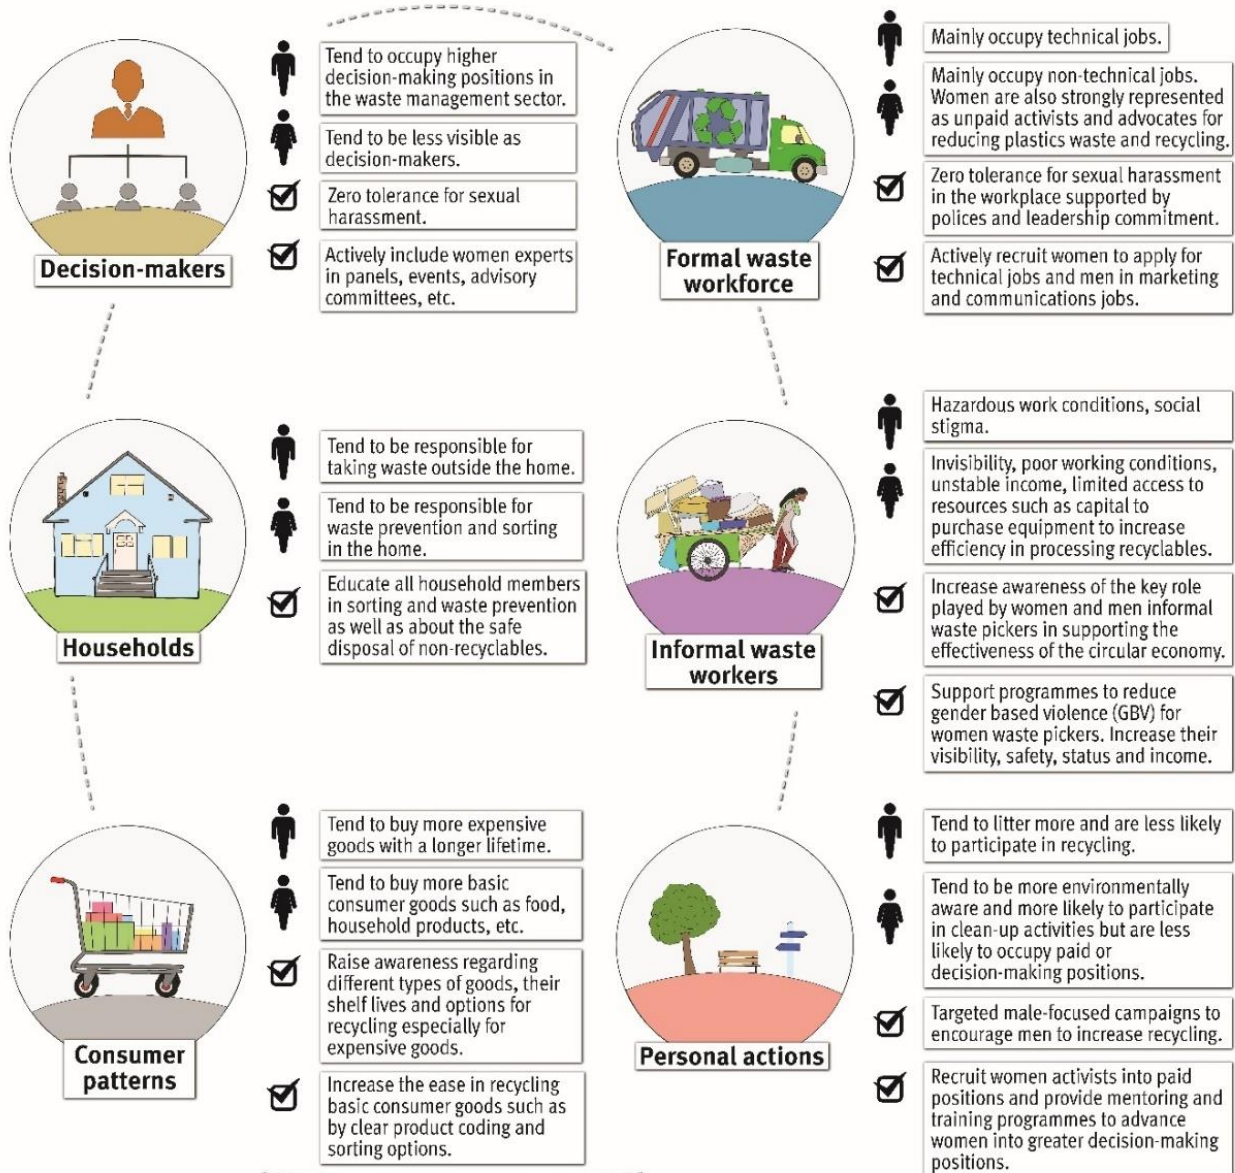 Decision-makers
Tend to occupy higher
decision-making positions in
the waste management sector.
Tend to be less visible as
decision-makers.
Zero tolerance for sexual
harassment.
Actively include women experts
in panels, events, advisory
committees, etc.
Formal waste
workforce
Mainly occupy technical jobs.
Mainly occupy non-technical jobs.
Women are also strongly represented
as unpaid activists and advocates for
reducing plastics waste and recycling.
Zero tolerance for sexual harassment
in the workplace supported by
polices and leadership commitment.
Actively recruit women to apply for
technical jobs and men in marketing
and communications jobs.
Households
Tend to be responsible for
taking waste outside the home.
Tend to be responsible for
waste prevention and sorting
in the home.
Educate all household members
in sorting and waste prevention
as well as about the safe
disposal of non-recyclables.
Informal waste
workers
Hazardous work conditions, social
stigma.
Invisibility, poor working conditions,
unstable income, limited access to
resources such as capital to
purchase equipment to increase
efficiency in processing recyclables.
Increase awareness of the key role
played by women and men informal
waste pickers in supporting the
effectiveness of the circular economy.
Support programmes to reduce
gender based violence (GBV) for
women waste pickers. Increase their
visibility, safety, status and income.
Consumer
patterns
Tend to buy more expensive
goods with a longer lifetime.
Tend to buy more basic
consumer goods such as food,
household products, etc.
Raise awareness regarding
different types of goods, their
shelf lives and options for
recycling especially for
expensive goods.
Increase the ease in recycling
basic consumer goods such as
by clear product coding and
sorting options.
Personal actions
Tend to litter more and are less likely
to participate in recycling.
Tend to be more environmentally
aware and more likely to participate
in clean-up activities but are less
likely to occupy paid or
decision-making positions.
Targeted male-focused campaigns to
encourage men to increase recycling.
Recruit women activists into paid
positions and provide mentoring and
training programmes to advance
women into greater decision-making
positions.